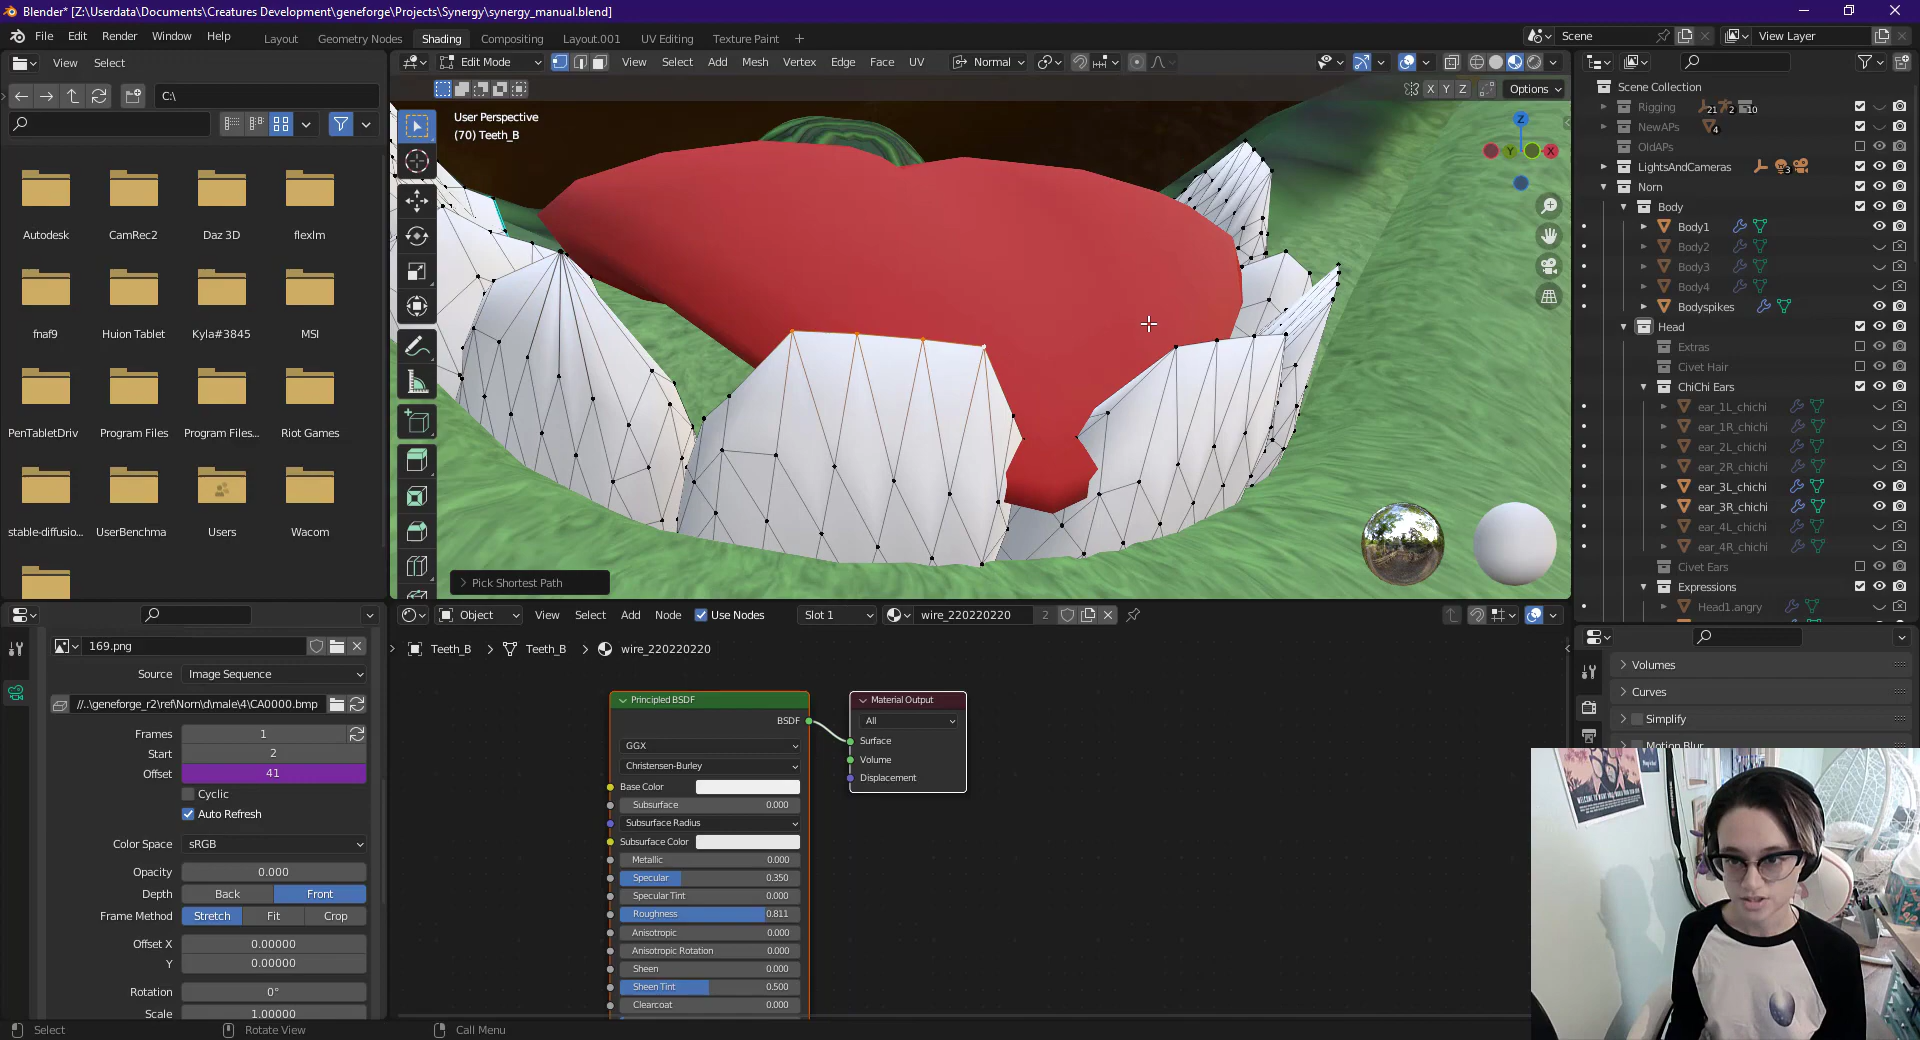 Blender* [Z:\Userdata\Documents\Creatures Development\geneforge\Projects\Synergy\synergy_manual.blend]
File Edit Render Window Help
Layout Geometry Nodes Shading Compositing Layout.001 UV Editing Texture Paint +
Scene
View Layer
View Select
C:\
Autodesk CamRec2 Daz 3D flexlm
fnaf9 Huion Tablet Kyla#3845 MSI
PenTabletDriv Program Files Program Files... Riot Games
stable-diffusio... UserBenchma Users Wacom
Edit Mode View Select Add Mesh Vertex Edge Face UV Normal
X Y Z Options
User Perspective
(70) Teeth_B
Z
Y
X
Pick Shortest Path
Scene Collection
Rigging 21 2 10
NewAPs 4
OldAPs
LightsAndCameras 3
Norn
Body
Body1
Body2
Body3
Body4
Bodyspikes
Head
Extras
Civet Hair
ChiChi Ears
ear_1L_chichi
ear_1R_chichi
ear_2L_chichi
ear_2R_chichi
ear_3L_chichi
ear_3R_chichi
ear_4L_chichi
ear_4R_chichi
Civet Ears
Expressions
Head1.angry
169.png
Source Image Sequence
//..\geneforge_r2\ref\Norn\d\male\4\CA0000.bmp
Frames 1
Start 2
Offset 41
Cyclic
Auto Refresh
Color Space sRGB
Opacity 0.000
Depth Back Front
Frame Method Stretch Fit Crop
Offset X 0.00000
Y 0.00000
Rotation 0°
Scale 1.00000
Object View Select Add Node Use Nodes Slot 1 wire_220220220 2
Teeth_B > Teeth_B > wire_220220220
Principled BSDF
BSDF
GGX
Christensen-Burley
Base Color
Subsurface 0.000
Subsurface Radius
Subsurface Color
Metallic 0.000
Specular 0.350
Specular Tint 0.000
Roughness 0.811
Anisotropic 0.000
Anisotropic Rotation 0.000
Sheen 0.000
Sheen Tint 0.500
Clearcoat 0.000
Material Output
All
Surface
Volume
Displacement
Volumes
Curves
Simplify
Motion Blur
Select Rotate View Call Menu